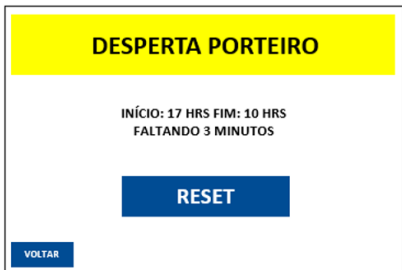 DESPERTA PORTEIRO
INÍCIO: 17 HRS FIM: 10 HRS
FALTANDO 3 MINUTOS
RESET
VOLTAR